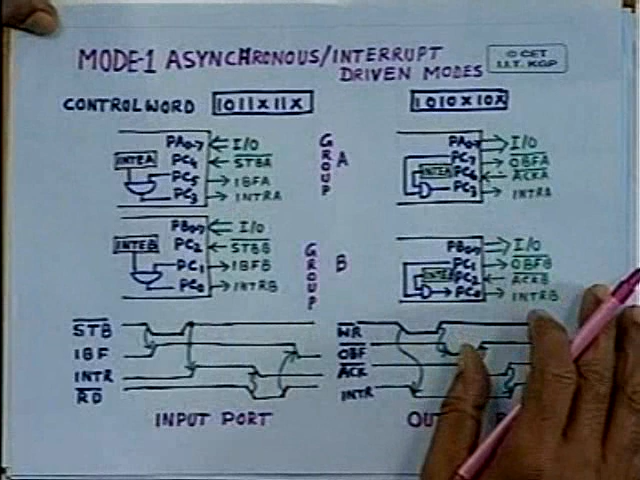 MODE-1 ASYNCHRONOUS/INTERRUPT
DRIVEN MODES
© CET
I.I.T. KGP
CONTROL WORD 1011X11X 1010X10X
PA0-7 I/O
INTEA PC4 STBA
PC5 IBFA
PC3 INTRA
GROUP A
PA0-7 I/O
PC7 OBFA
INTEA PC6 ACKA
PC3 INTRA
PB0-7 I/O
INTEB PC2 STBB
PC1 IBFB
PC0 INTRB
GROUP B
PB0-7 I/O
PC1 OBFB
INTEB PC2 ACKB
PC0 INTRB
STB
IBF
INTR
RD
INPUT PORT
WR
OBF
ACK
INTR
OU